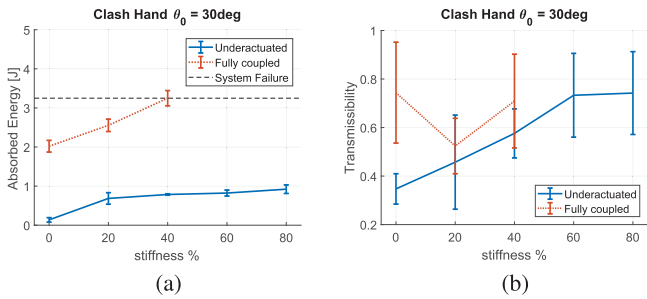 Clash Hand θ0 = 30deg
Absorbed Energy [J]
5
4
3
2
1
0
Underactuated
Fully coupled
System Failure
0 20 40 60 80
stiffness %
(a)
Clash Hand θ0 = 30deg
Transmissibility
1
0.8
0.6
0.4
0.2
Underactuated
Fully coupled
0 20 40 60 80
stiffness %
(b)